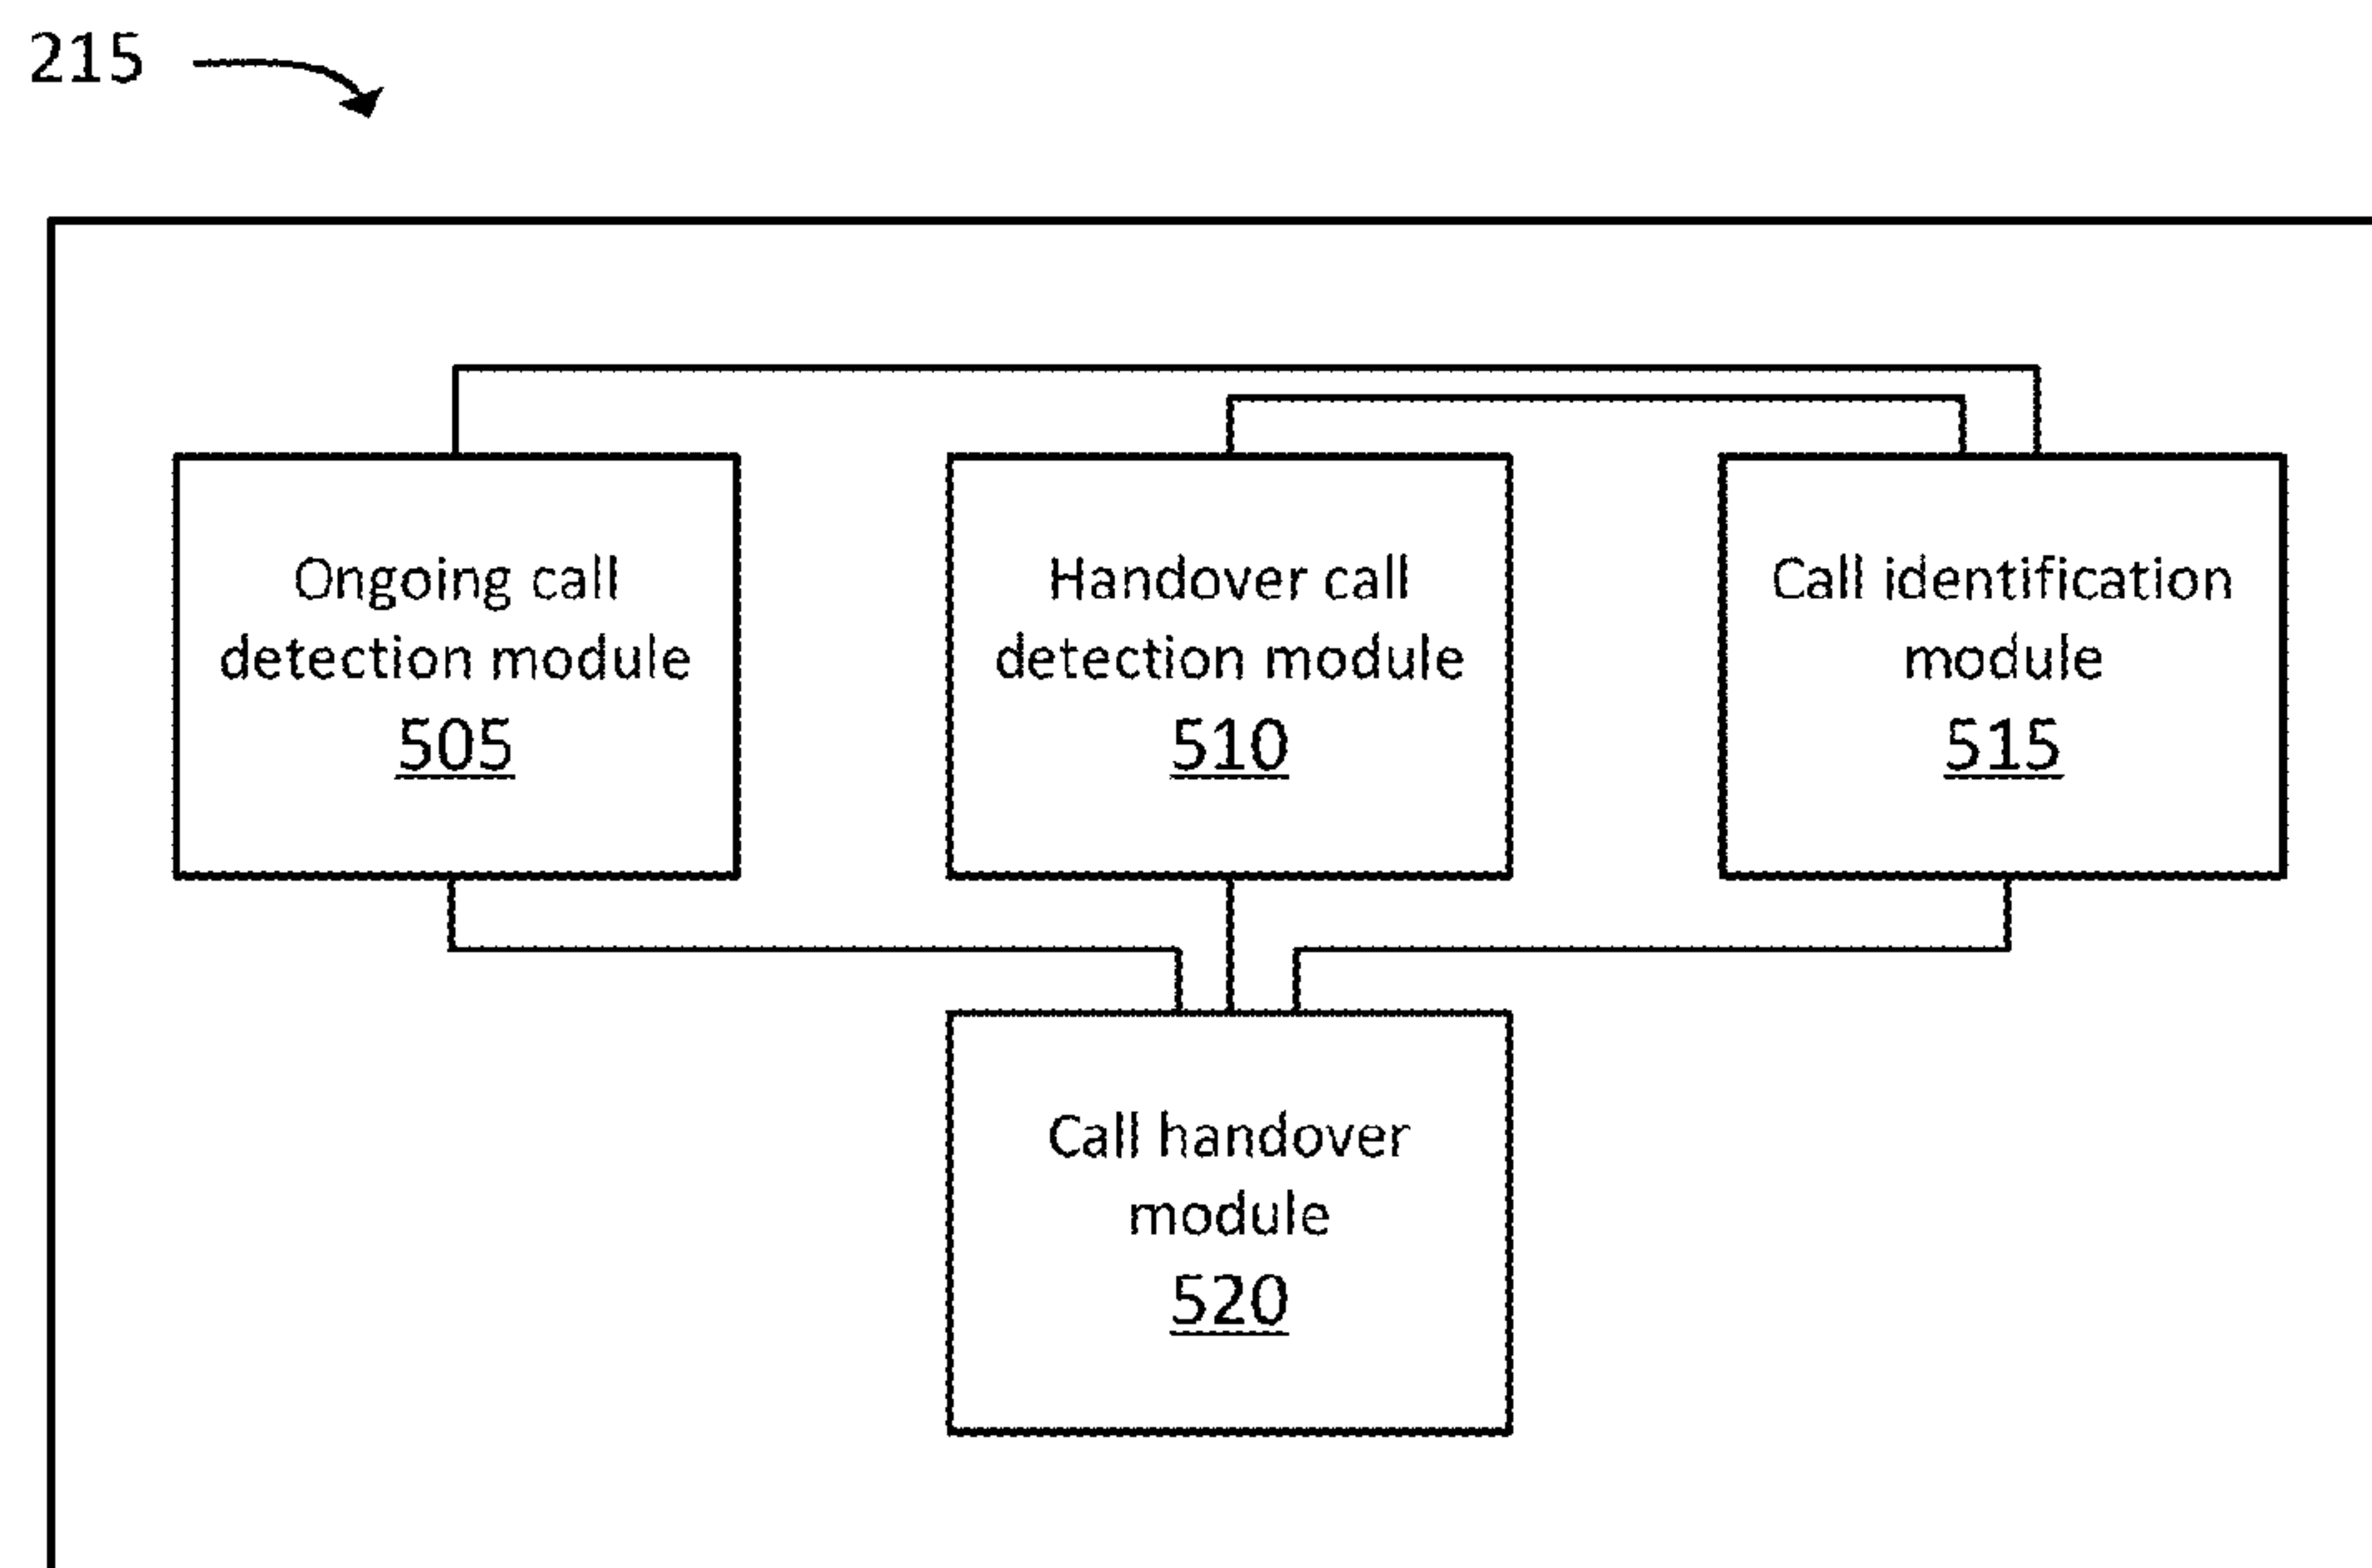 215
Ongoing call
detection module
505
Handover call
detection module
510
Call identification
module
515
Call handover
module
520